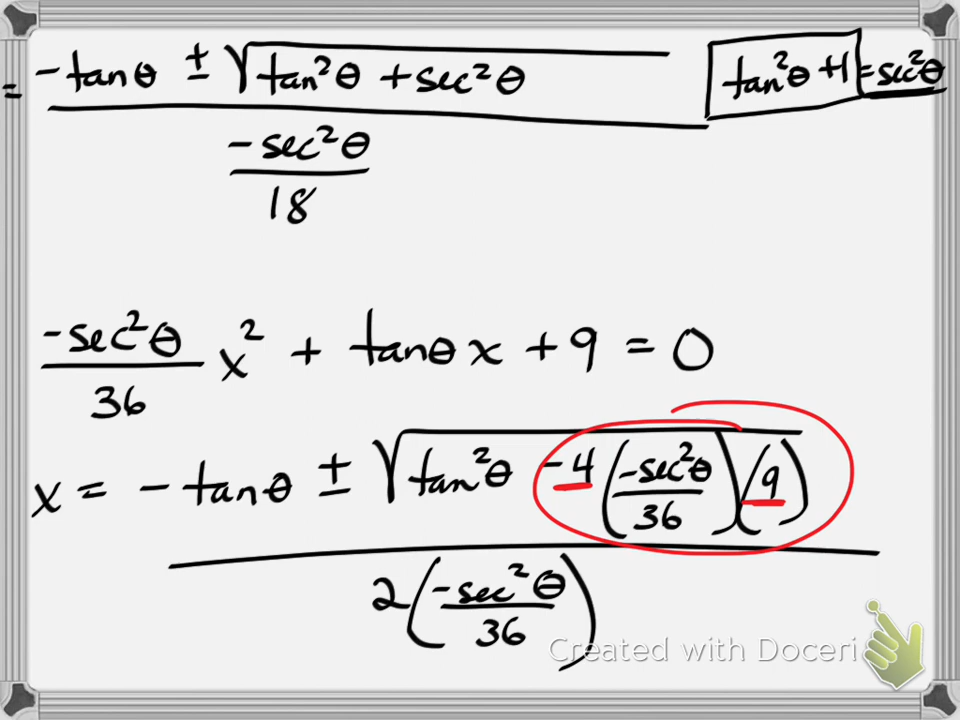 = -tanθ ± √(tan²θ + sec²θ) tan²θ + 1 = sec²θ
-sec²θ
18
-sec²θ/36 x² + tanθ x + 9 = 0
x = -tanθ ± √(tan²θ - 4(-sec²θ/36)(9))
2(-sec²θ/36)
Created with Doceri